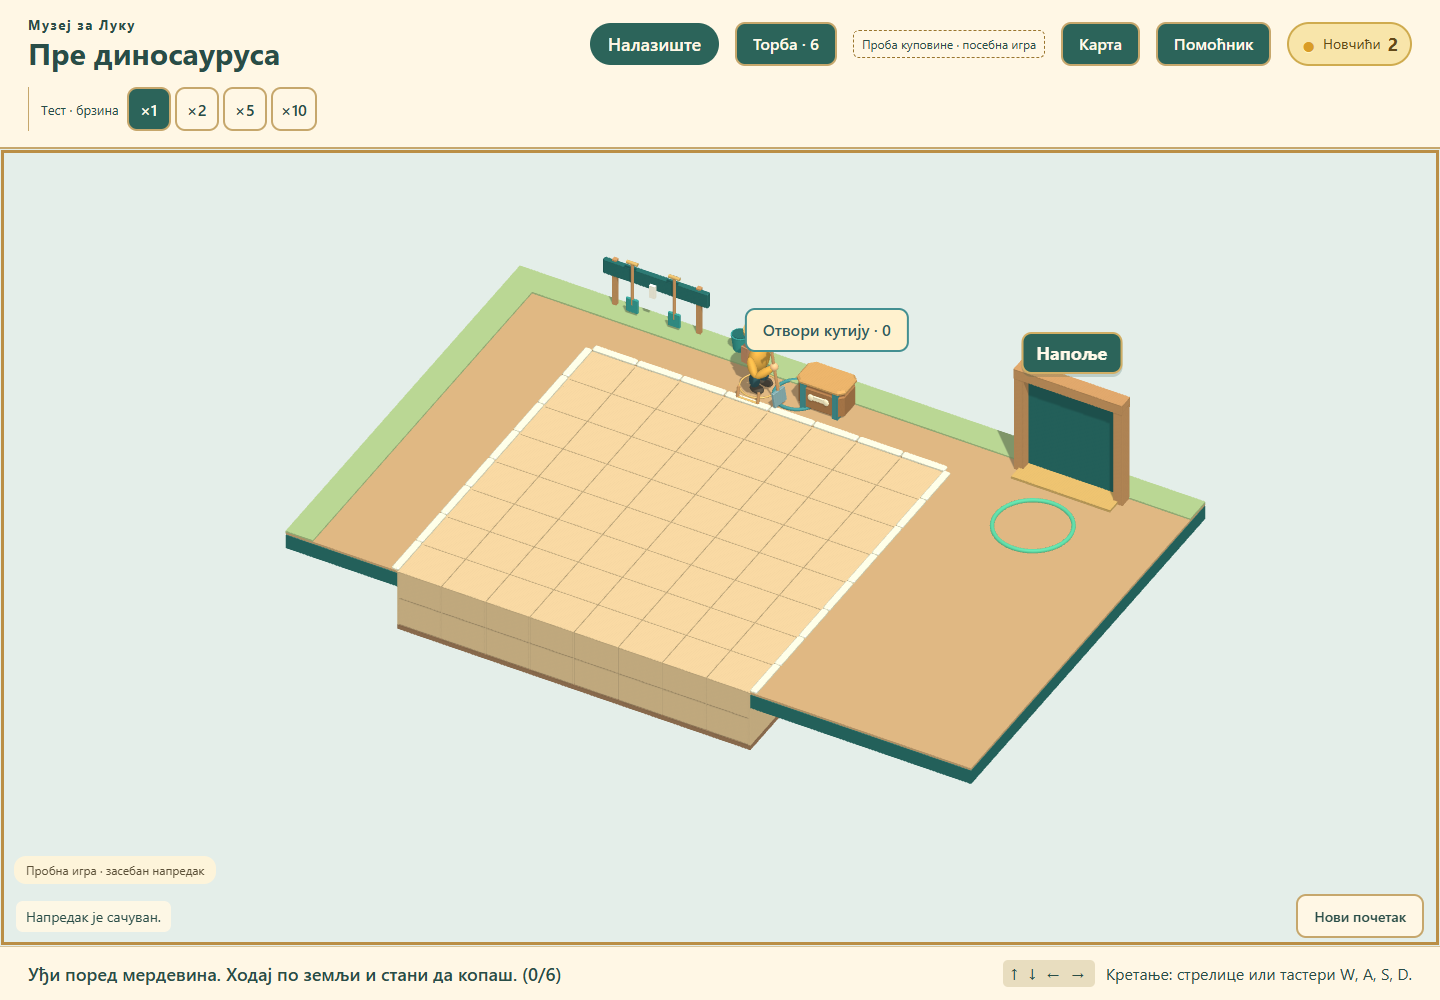 Музеј за Луку
Пре диносауруса
Налазиште
Торба · 6
Проба куповине · посебна игра
Карта
Помоћник
Новчићи 2
Тест · брзина
×1
×2
×5
×10
Отвори кутију · 0
Напоље
Пробна игра · засебан напредак
Напредак је сачуван.
Нови почетак
Уђи поред мердевина. Ходај по земљи и стани да копаш. (0/6)
↑ ↓ ← → Кретање: стрелице или тастери W, A, S, D.